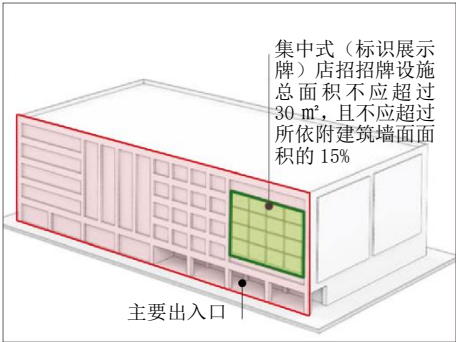 集中式（标识展示
牌）店招招牌设施
总面积不应超过
30 ㎡，且不应超过
所依附建筑墙面面
积的 15%
主要出入口